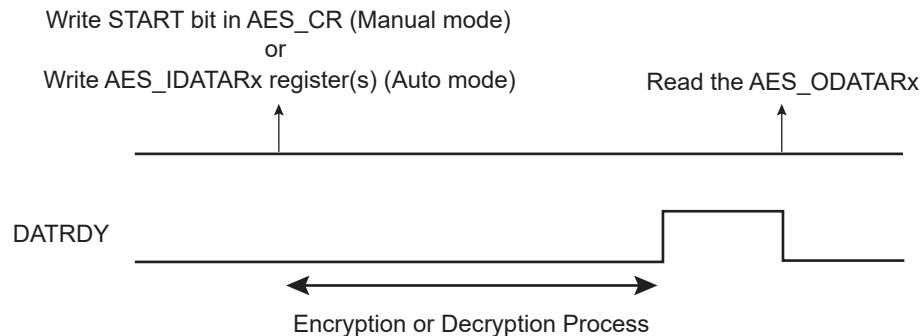 Write START bit in AES_CR (Manual mode)
or
Write AES_IDATARx register(s) (Auto mode)
Read the AES_ODATARx
DATRDY
Encryption or Decryption Process